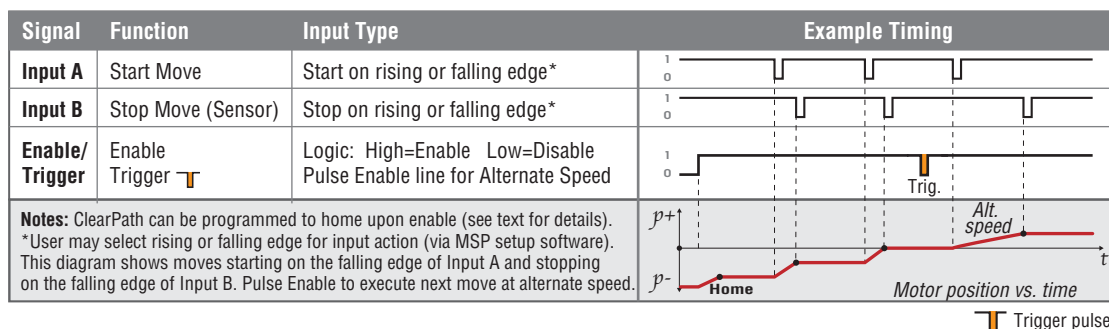 Signal Function Input Type Example Timing
Input A Start Move Start on rising or falling edge* 1 0
Input B Stop Move (Sensor) Stop on rising or falling edge* 1 0
Enable/ Enable Logic: High=Enable Low=Disable 1
Trigger Trigger Pulse Enable line for Alternate Speed 0
Trig.
Notes: ClearPath can be programmed to home upon enable (see text for details).
*User may select rising or falling edge for input action (via MSP setup software).
This diagram shows moves starting on the falling edge of Input A and stopping
on the falling edge of Input B. Pulse Enable to execute next move at alternate speed.
p+ Alt.
speed
t
p- Home Motor position vs. time
Trigger pulse